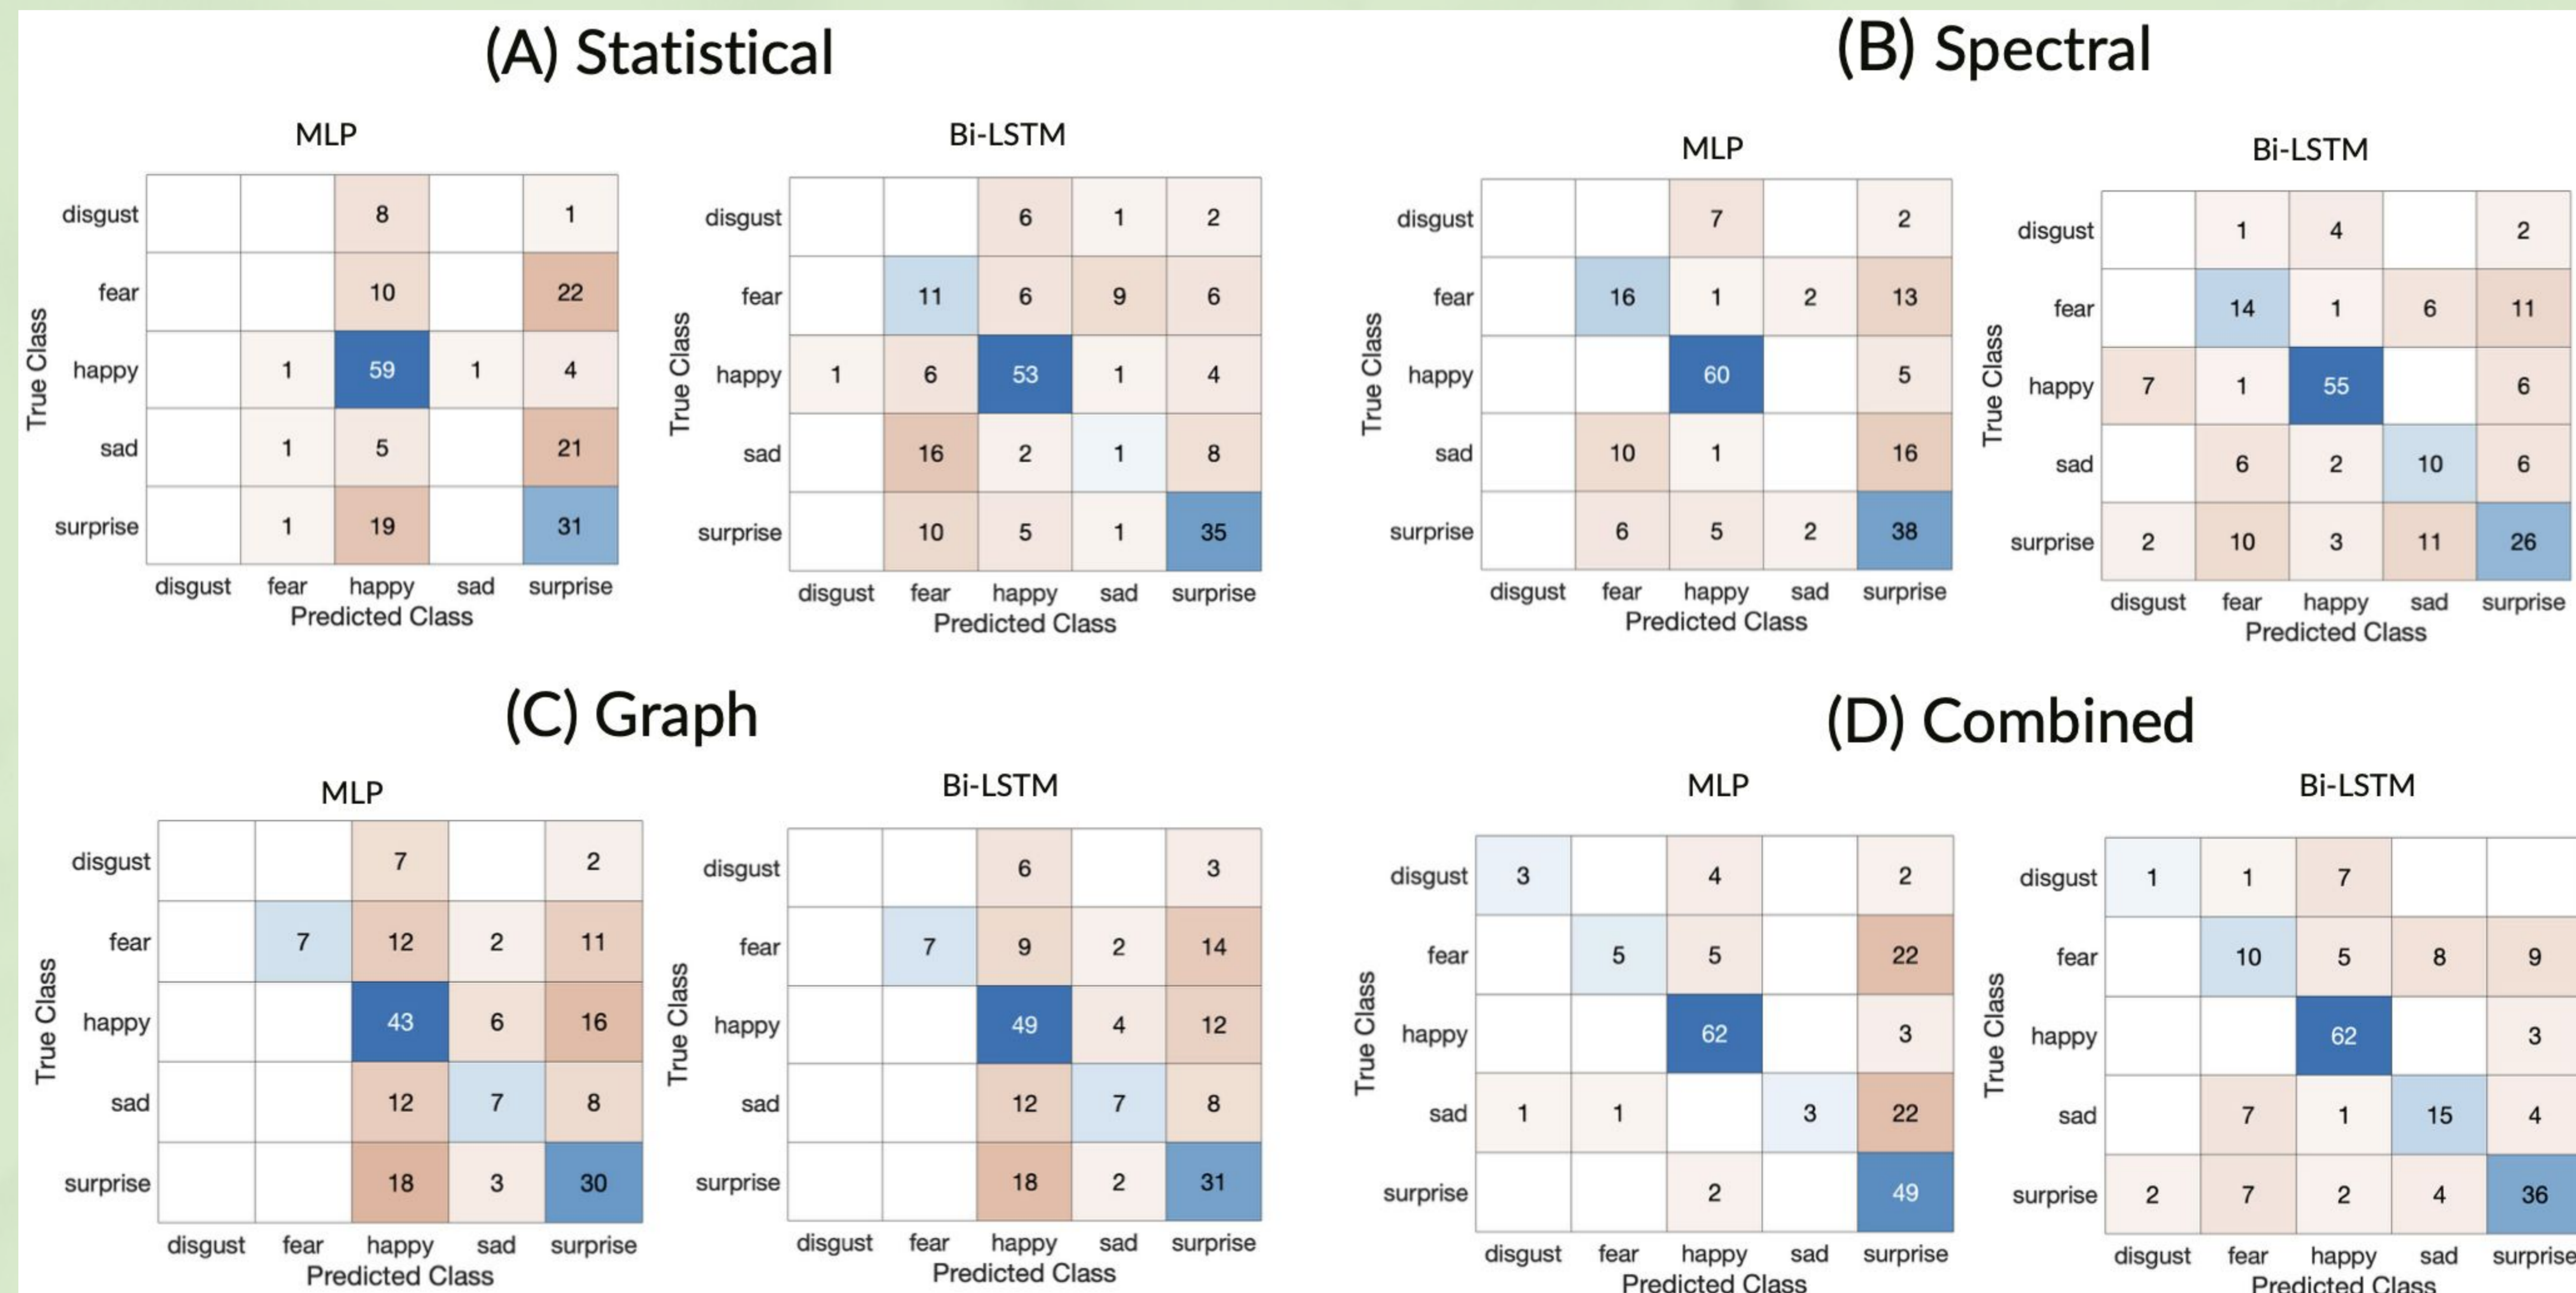 (A) Statistical
MLP
True Class
disgust 8 1
fear 10 22
happy 1 59 1 4
sad 1 5 21
surprise 1 19 31
disgust fear happy sad surprise
Predicted Class
Bi-LSTM
True Class
disgust 6 1 2
fear 11 6 9 6
happy 1 6 53 1 4
sad 16 2 1 8
surprise 10 5 1 35
disgust fear happy sad surprise
Predicted Class
(B) Spectral
MLP
True Class
disgust 7 2
fear 16 1 2 13
happy 60 5
sad 10 1 16
surprise 6 5 2 38
disgust fear happy sad surprise
Predicted Class
Bi-LSTM
True Class
disgust 1 4 2
fear 14 1 6 11
happy 7 1 55 6
sad 6 2 10 6
surprise 2 10 3 11 26
disgust fear happy sad surprise
Predicted Class
(C) Graph
MLP
True Class
disgust 7 2
fear 7 12 2 11
happy 43 6 16
sad 12 7 8
surprise 18 3 30
disgust fear happy sad surprise
Predicted Class
Bi-LSTM
True Class
disgust 6 3
fear 7 9 2 14
happy 49 4 12
sad 12 7 8
surprise 18 2 31
disgust fear happy sad surprise
Predicted Class
(D) Combined
MLP
True Class
disgust 3 4 2
fear 5 5 22
happy 62 3
sad 1 1 3 22
surprise 2 49
disgust fear happy sad surprise
Predicted Class
Bi-LSTM
True Class
disgust 1 1 7
fear 10 5 8 9
happy 62 3
sad 7 1 15 4
surprise 2 7 2 4 36
disgust fear happy sad surprise
Predicted Class